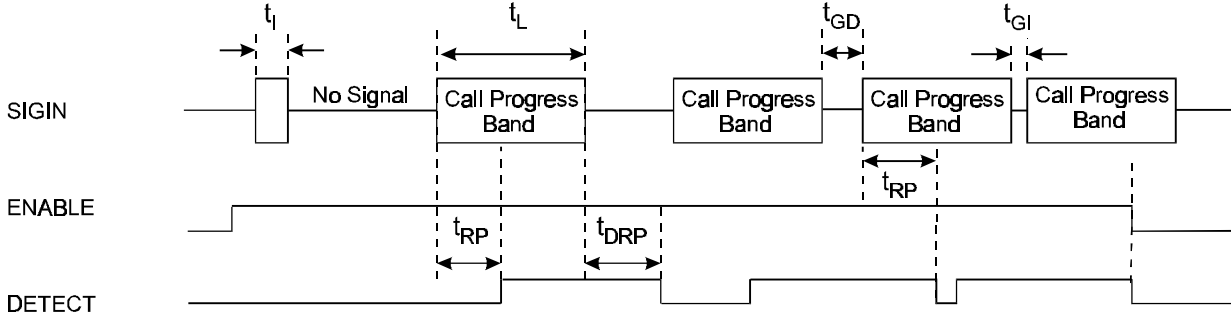 tI
tL
tGD
tGI
SIGIN
No Signal
Call Progress
Band
Call Progress
Band
Call Progress
Band
Call Progress
Band
tRP
ENABLE
tRP
tDRP
DETECT